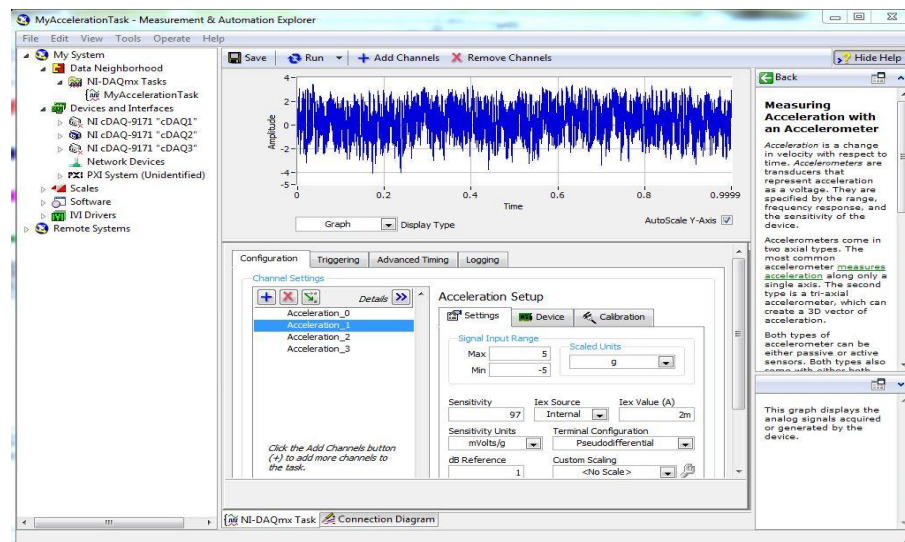 MyAccelerationTask - Measurement & Automation Explorer
File Edit View Tools Operate Help
My System
Data Neighborhood
NI-DAQmx Tasks
MyAccelerationTask
Devices and Interfaces
NI cDAQ-9171 "cDAQ1"
NI cDAQ-9171 "cDAQ2"
NI cDAQ-9171 "cDAQ3"
Network Devices
PXI PXI System (Unidentified)
Scales
Software
IVI Drivers
Remote Systems
Save Run Add Channels Remove Channels
Hide Help
Amplitude
4
2
0
-2
-4
-5
0 0.2 0.4 0.6 0.8 0.9999
Time
Graph Display Type
AutoScale Y-Axis
Configuration Triggering Advanced Timing Logging
Channel Settings
Details
Acceleration_0
Acceleration_1
Acceleration_2
Acceleration_3
Click the Add Channels button
(+) to add more channels to
the task.
Acceleration Setup
Settings Device Calibration
Signal Input Range
Max 5
Min -5
Scaled Units
g
Sensitivity Iex Source Iex Value (A)
97 Internal 2m
Sensitivity Units Terminal Configuration
mVolts/g Pseudodifferential
dB Reference Custom Scaling
1 <No Scale>
NI-DAQmx Task Connection Diagram
Back
Measuring
Acceleration with
an Accelerometer
Acceleration is a change
in velocity with respect to
time. Accelerometers are
transducers that
represent acceleration
as a voltage. They are
specified by the range,
frequency response, and
the sensitivity of the
device.
Accelerometers come in
two axial types. The
most common
accelerometer measures
acceleration along only a
single axis. The second
type is a tri-axial
accelerometer, which can
create a 3D vector of
acceleration.
Both types of
accelerometer can be
either passive or active
sensors. Both types also
This graph displays the
analog signals acquired
or generated by the
device.